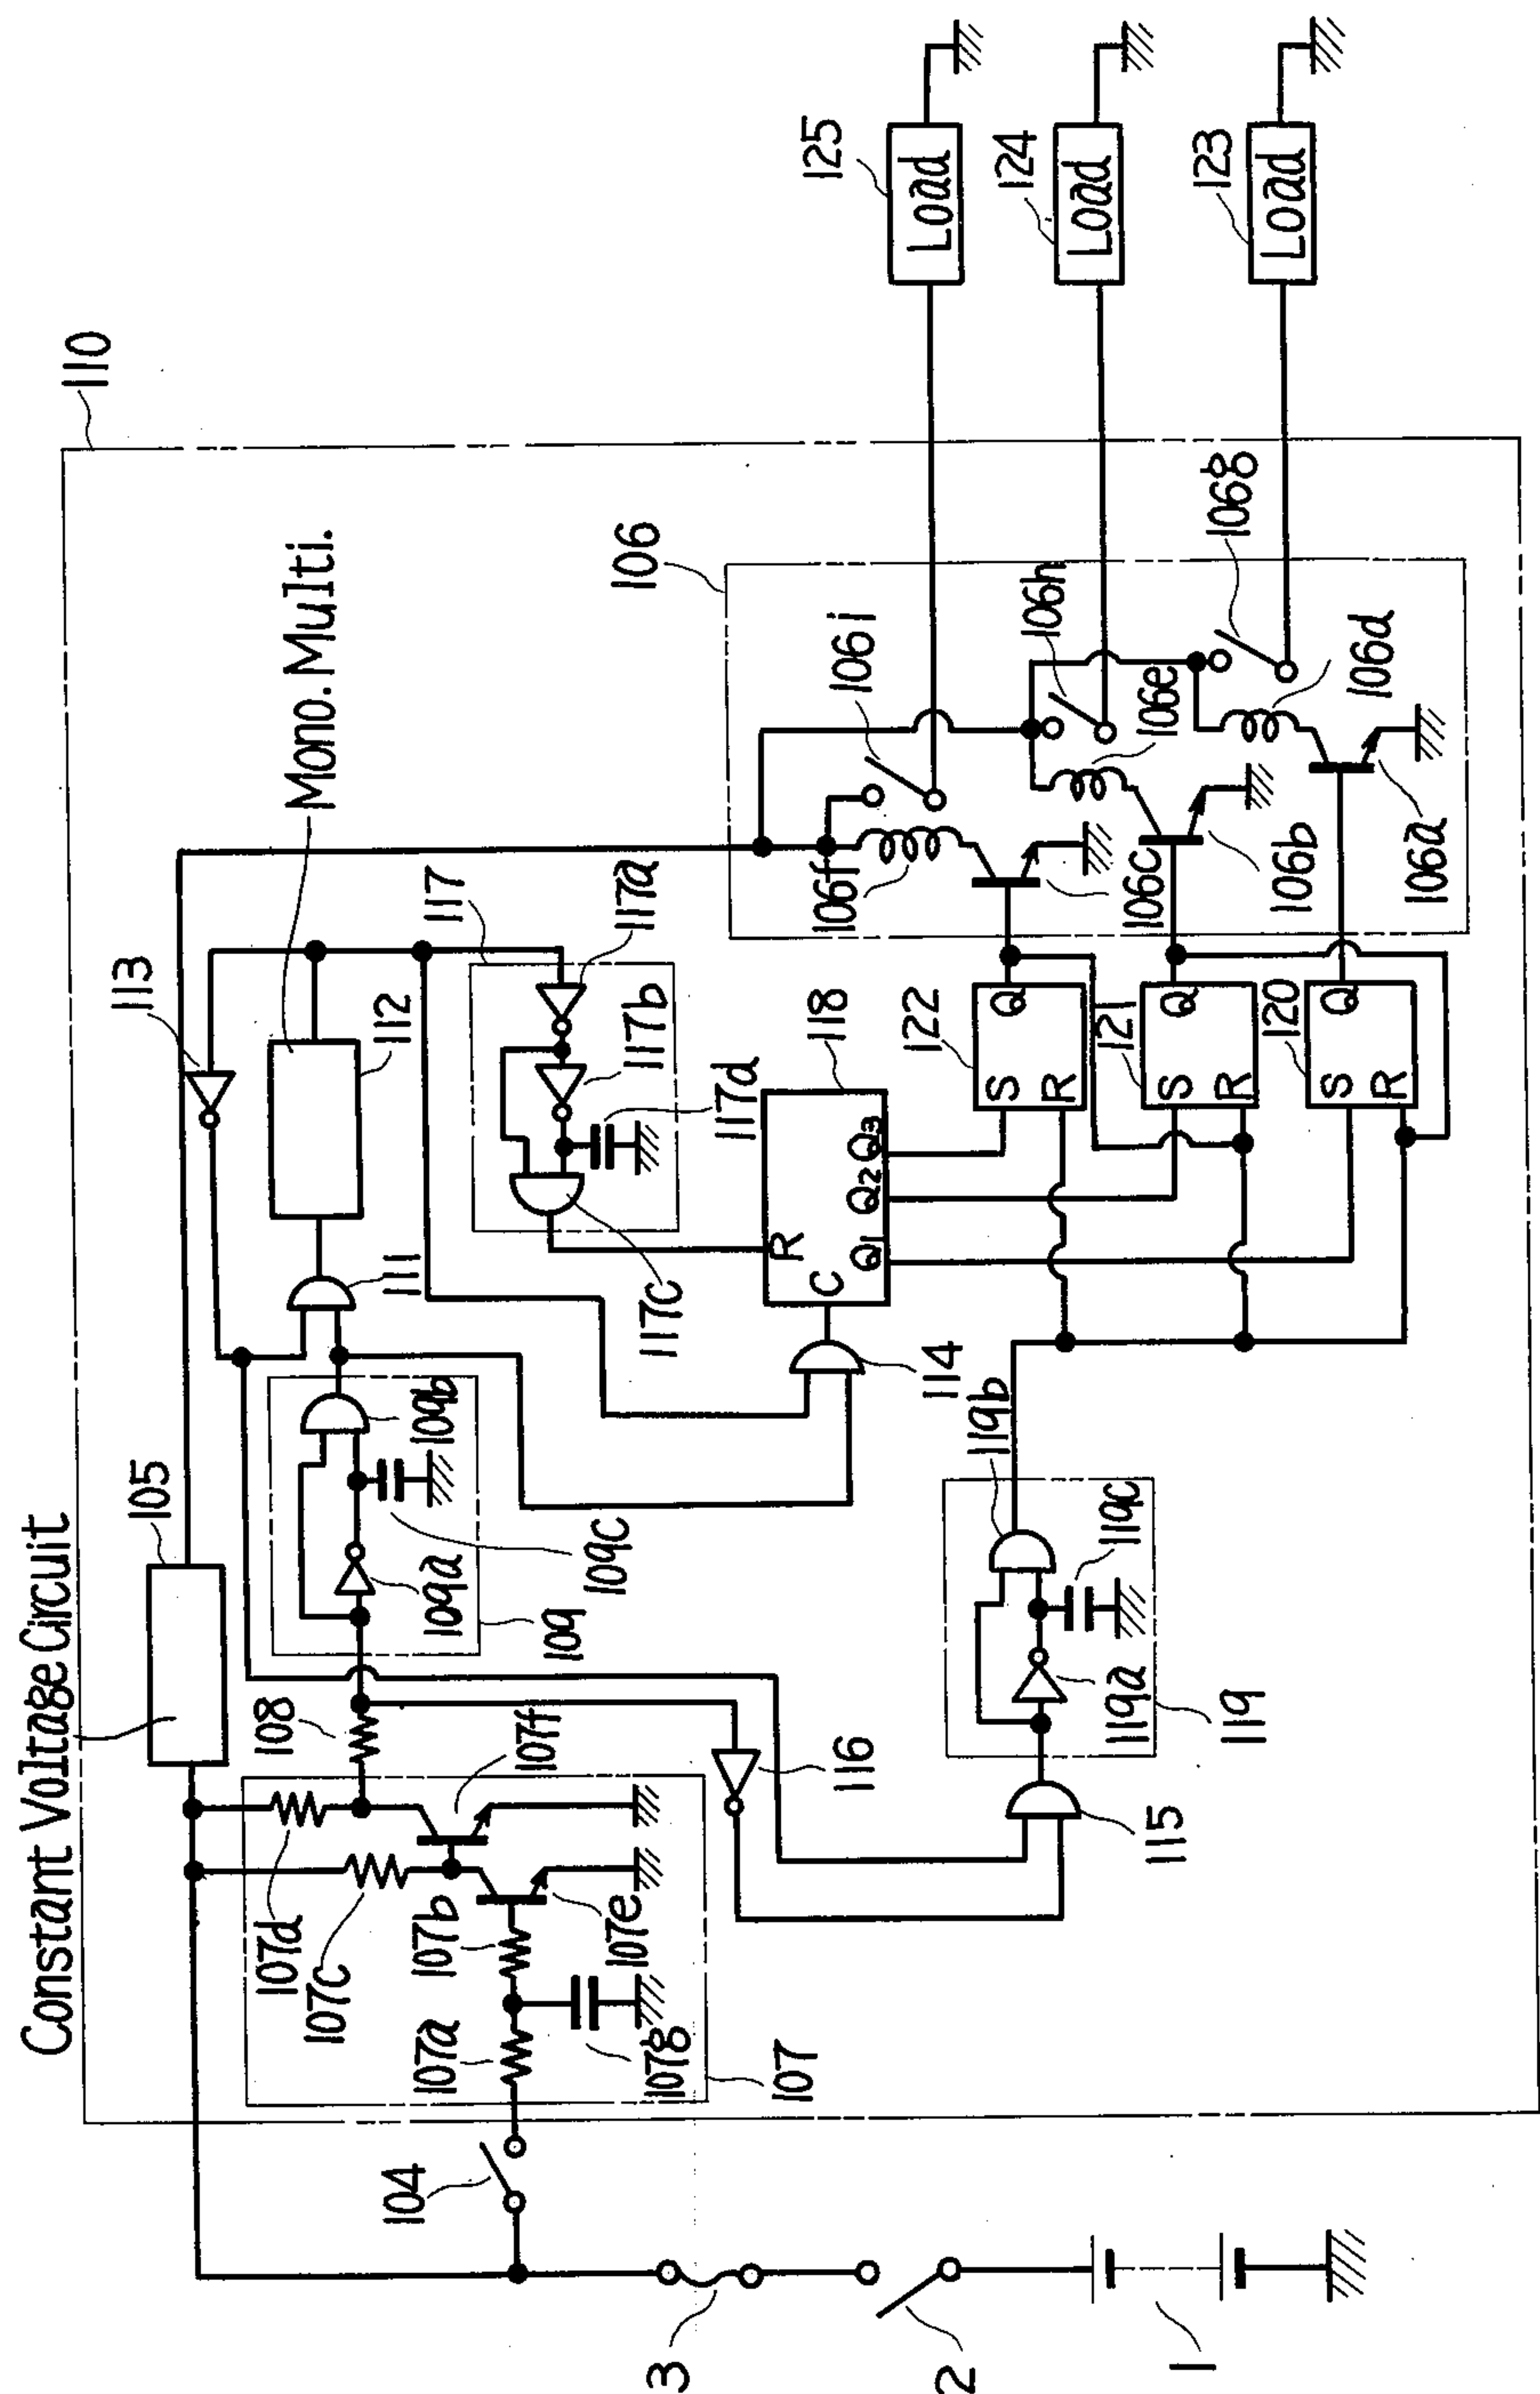 Constant Voltage Circuit
105
113
Mono. Multi.
110
112
111
117
117a
117b
117d
117c
118
R
C
Q1
Q2
Q3
106
106i
106h
106g
106f
106e
106d
106c
106b
106a
125
Load
124
Load
123
Load
122
S
R
Q
121
S
R
Q
120
S
R
Q
114
109b
109c
109a
109
108
107f
107d
107c
107b
107e
107a
107g
107
116
115
119b
119c
119a
119
104
3
2
1